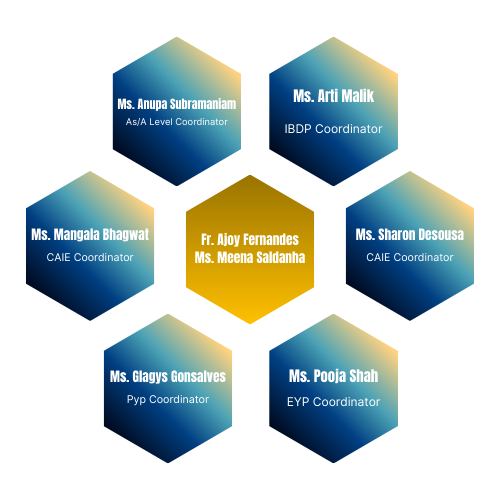 Ms. Anupa Subramaniam
As/A Level Coordinator
Ms. Arti Malik
IBDP Coordinator
Ms. Mangala Bhagwat
CAIE Coordinator
Fr. Ajoy Fernandes
Ms. Meena Saldanha
Ms. Sharon Desousa
CAIE Coordinator
Ms. Glagys Gonsalves
Pyp Coordinator
Ms. Pooja Shah
EYP Coordinator